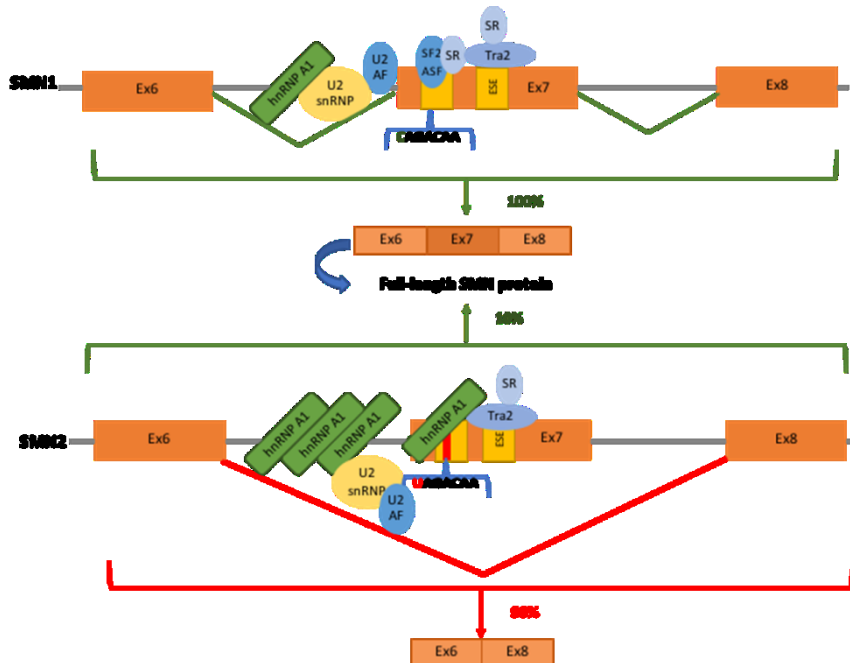 SR
U2
AF
SF2
ASF
SR
Tra2
hnRNP A1
U2
snRNP
SMN1
Ex6
ESE
Ex7
Ex8
CAGACAA
100%
Ex6
Ex7
Ex8
Full-length SMN protein
10%
SR
hnRNP A1
hnRNP A1
hnRNP A1
hnRNP A1
Tra2
SMN2
Ex6
ESE
Ex7
Ex8
U2
snRNP
U2
AF
UAGACAA
90%
Ex6
Ex8